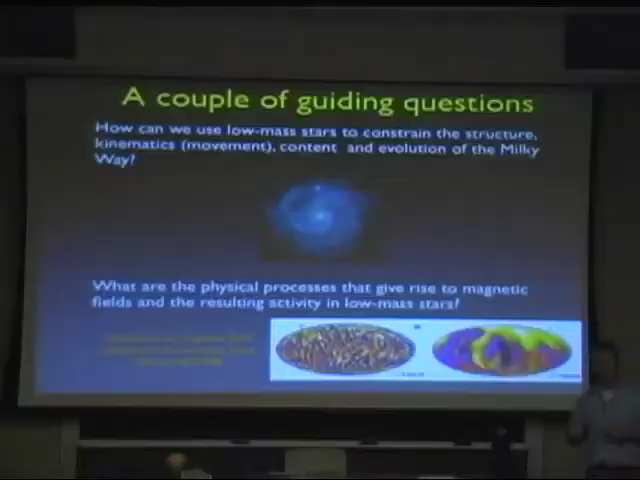 A couple of guiding questions
How can we use low-mass stars to constrain the structure,
kinematics (movement), content and evolution of the Milky
Way?
What are the physical processes that give rise to magnetic
fields and the resulting activity in low-mass stars?